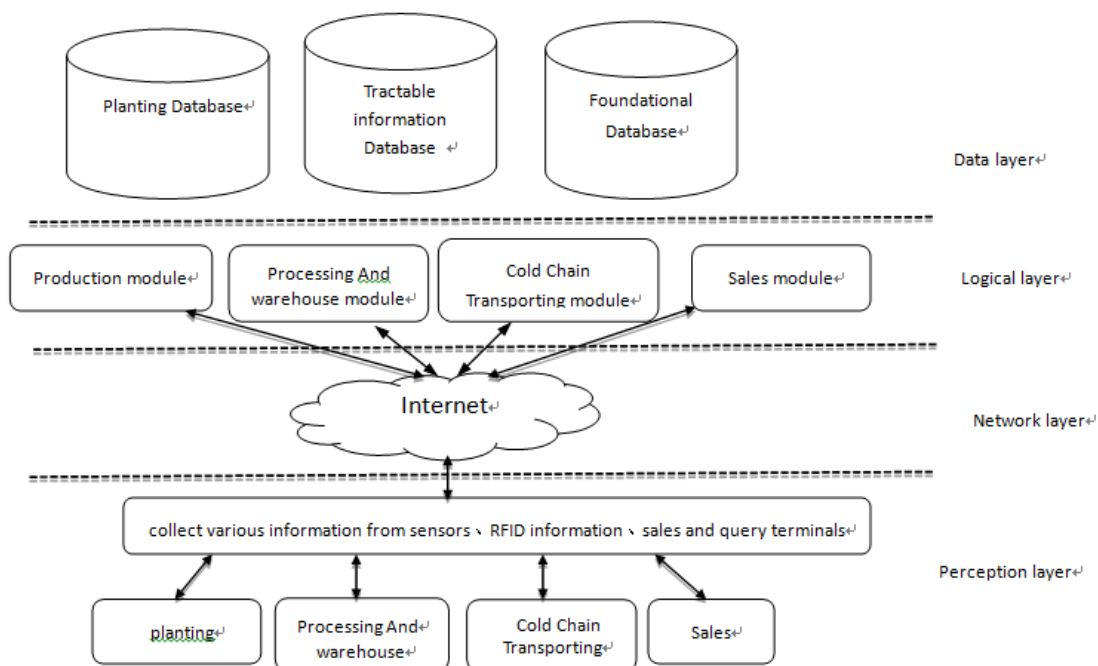 Planting Database↵
Tractable
information
Database ↵
Foundational
Database↵
Data layer↵
Production module↵
Processing And
warehouse module↵
Cold Chain
Transporting module↵
Sales module↵
Logical layer↵
Internet↵
Network layer↵
collect various information from sensors、RFID information、sales and query terminals↵
Perception layer↵
planting↵
Processing And↵
warehouse↵
Cold Chain
Transporting↵
Sales↵